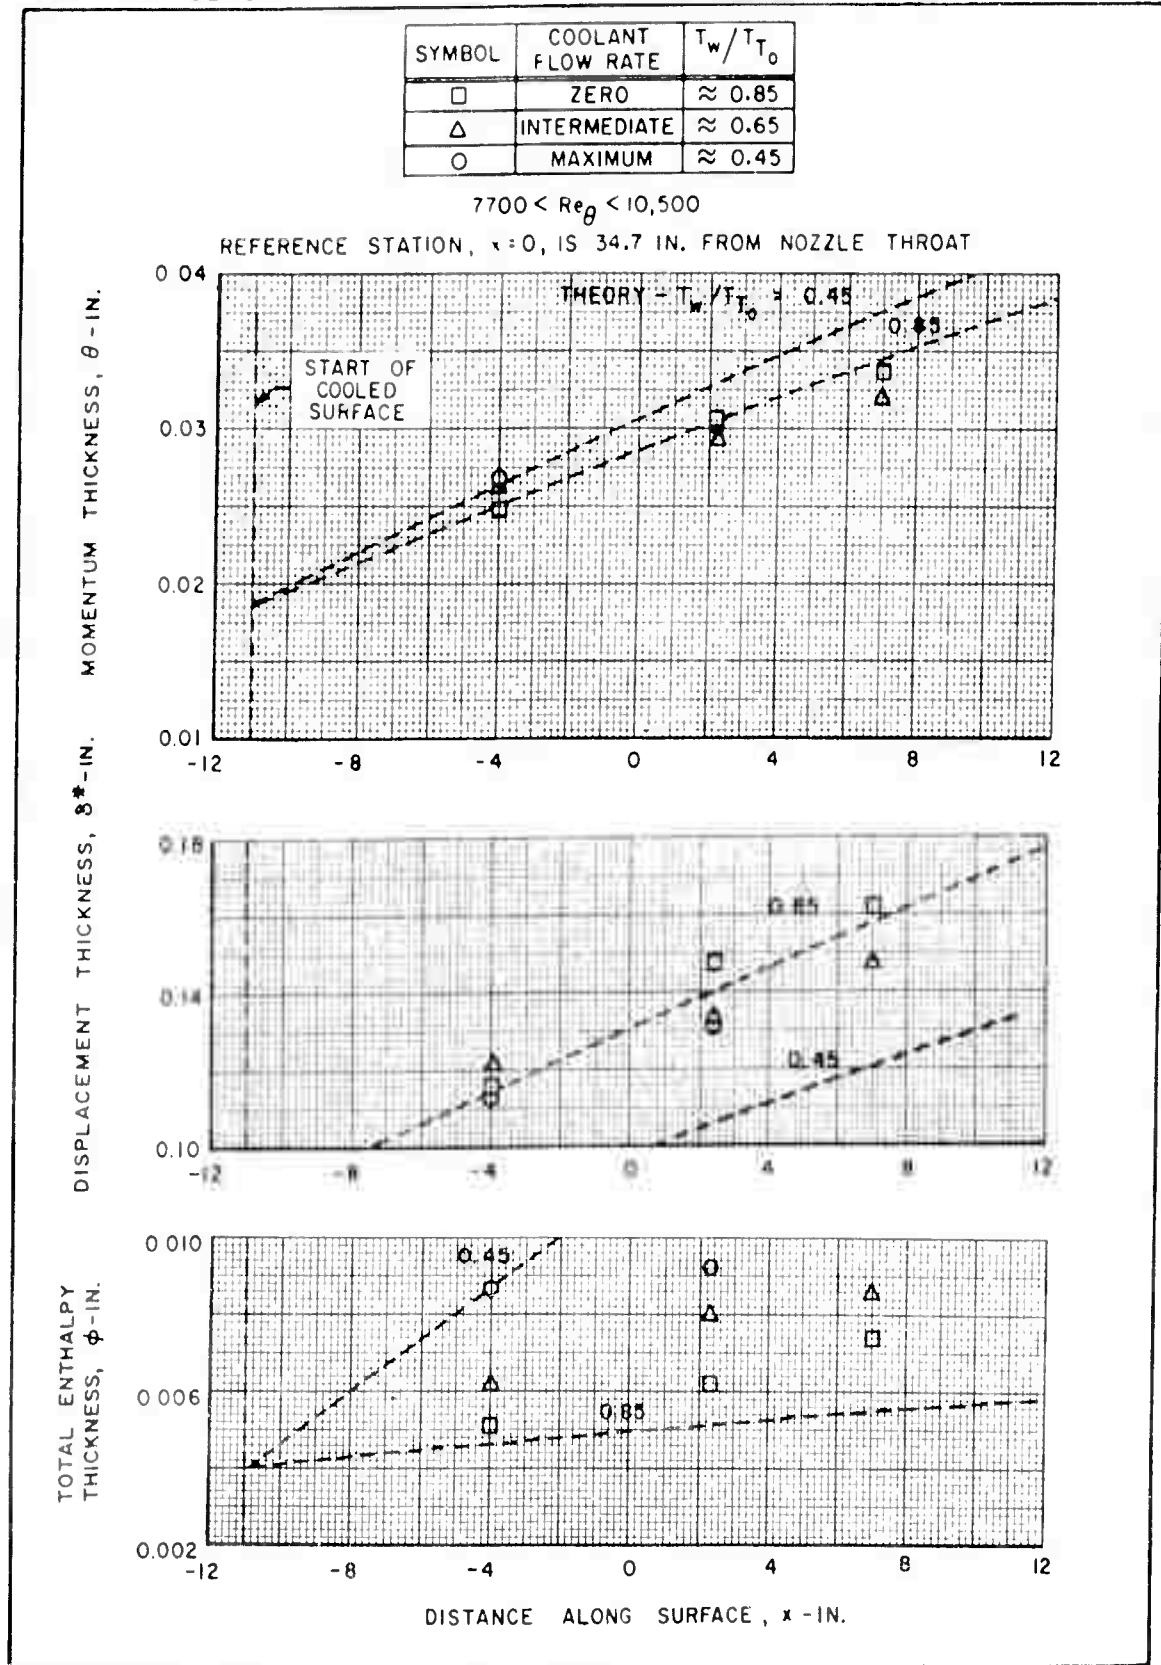 SYMBOL COOLANT FLOW RATE T_w/T_T₀
□ ZERO ≈ 0.85
△ INTERMEDIATE ≈ 0.65
○ MAXIMUM ≈ 0.45
7700 < Re_θ < 10,500
REFERENCE STATION, x = 0, IS 34.7 IN. FROM NOZZLE THROAT
MOMENTUM THICKNESS, θ - IN.
0.04
0.03
0.02
0.01
THEORY - T_w/T_T₀ = 0.45
0.85
START OF
COOLED
SURFACE
-12 -8 -4 0 4 8 12
DISPLACEMENT THICKNESS, δ* - IN.
0.18
0.14
0.10
0.85
0.45
-12 -8 -4 0 4 8 12
TOTAL ENTHALPY
THICKNESS, ϕ - IN.
0.010
0.006
0.002
0.45
0.85
-12 -8 -4 0 4 8 12
DISTANCE ALONG SURFACE, x - IN.